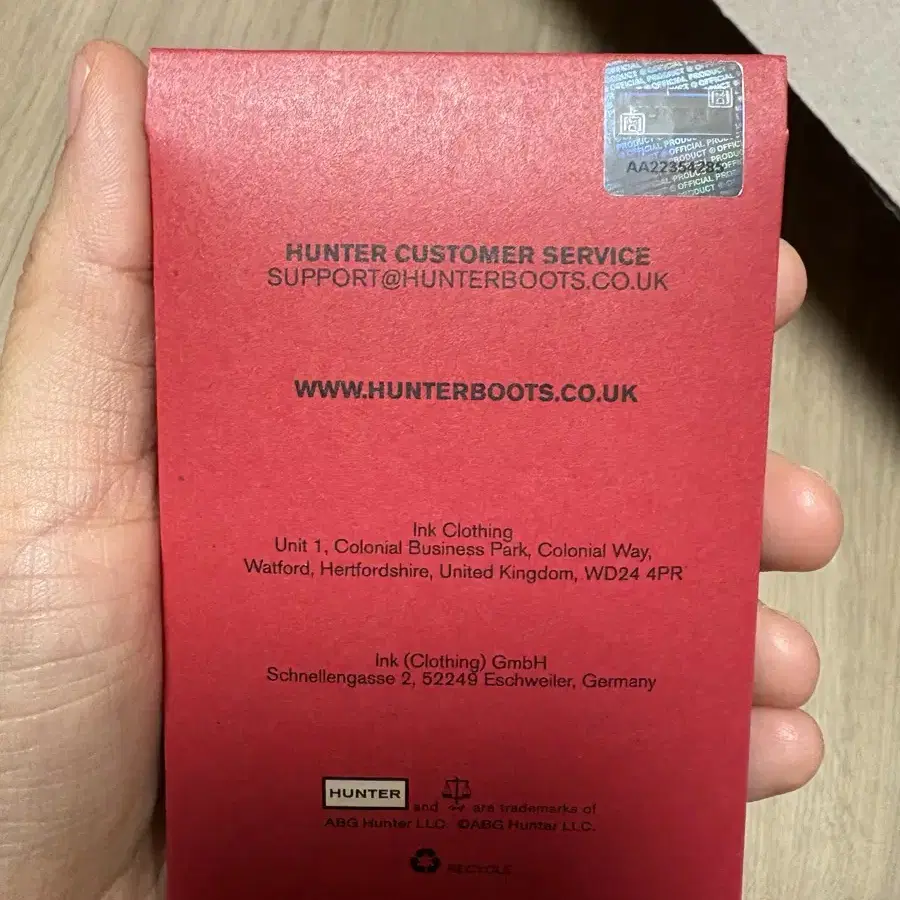 AA22354285
HUNTER CUSTOMER SERVICE
SUPPORT@HUNTERBOOTS.CO.UK
WWW.HUNTERBOOTS.CO.UK
Ink Clothing
Unit 1, Colonial Business Park, Colonial Way,
Watford, Hertfordshire, United Kingdom, WD24 4PR
Ink (Clothing) GmbH
Schnellengasse 2, 52249 Eschweiler, Germany
HUNTER and are trademarks of
ABG Hunter LLC. ©ABG Hunter LLC.
RECYCLE